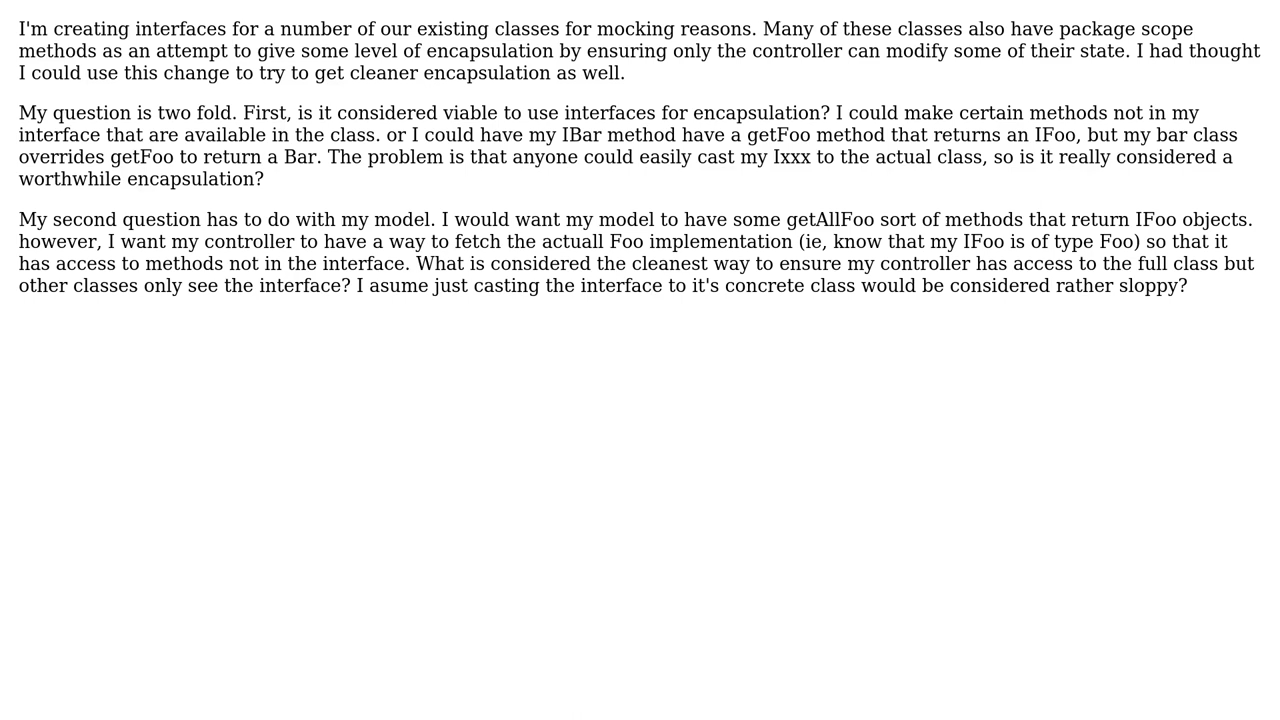 I'm creating interfaces for a number of our existing classes for mocking reasons. Many of these classes also have package scope
methods as an attempt to give some level of encapsulation by ensuring only the controller can modify some of their state. I had thought
I could use this change to try to get cleaner encapsulation as well.
My question is two fold. First, is it considered viable to use interfaces for encapsulation? I could make certain methods not in my
interface that are available in the class. or I could have my IBar method have a getFoo method that returns an IFoo, but my bar class
overrides getFoo to return a Bar. The problem is that anyone could easily cast my Ixxx to the actual class, so is it really considered a
worthwhile encapsulation?
My second question has to do with my model. I would want my model to have some getAllFoo sort of methods that return IFoo objects.
however, I want my controller to have a way to fetch the actuall Foo implementation (ie, know that my IFoo is of type Foo) so that it
has access to methods not in the interface. What is considered the cleanest way to ensure my controller has access to the full class but
other classes only see the interface? I asume just casting the interface to it's concrete class would be considered rather sloppy?